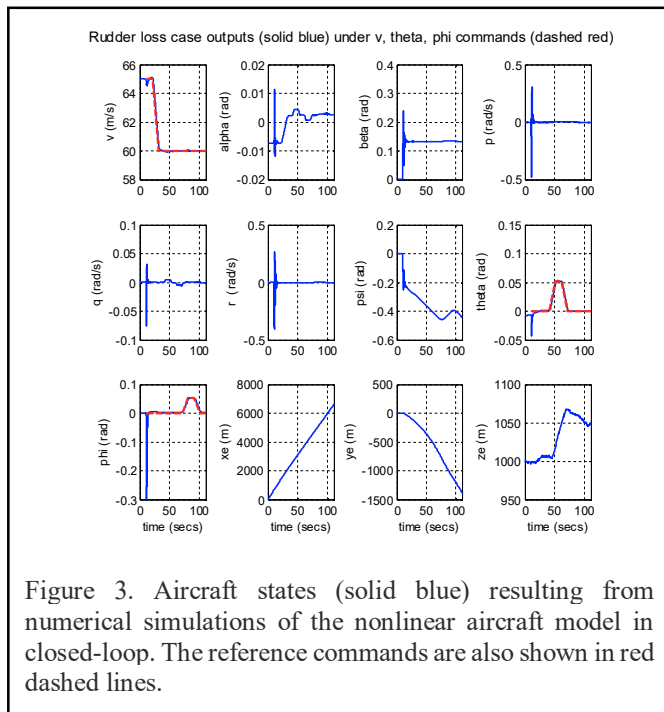 Rudder loss case outputs (solid blue) under v, theta, phi commands (dashed red)
66
64
62
60
58
v (m/s)
0 50 100
0.02
0.01
0
-0.01
-0.02
alpha (rad)
0 50 100
0.4
0.3
0.2
0.1
0
beta (rad)
0 50 100
0.5
0
-0.5
p (rad/s)
0 50 100
0.1
0.05
0
-0.05
-0.1
q (rad/s)
0 50 100
0.5
0
-0.5
r (rad/s)
0 50 100
0.2
0
-0.2
-0.4
-0.6
psi (rad)
0 50 100
0.15
0.1
0.05
0
-0.05
theta (rad)
0 50 100
0.1
0
-0.1
-0.2
-0.3
phi (rad)
0 50 100
time (secs)
8000
6000
4000
2000
0
xe (m)
0 50 100
time (secs)
500
0
-500
-1000
-1500
ye (m)
0 50 100
time (secs)
1100
1050
1000
950
ze (m)
0 50 100
time (secs)
Figure 3. Aircraft states (solid blue) resulting from
numerical simulations of the nonlinear aircraft model in
closed-loop. The reference commands are also shown in red
dashed lines.